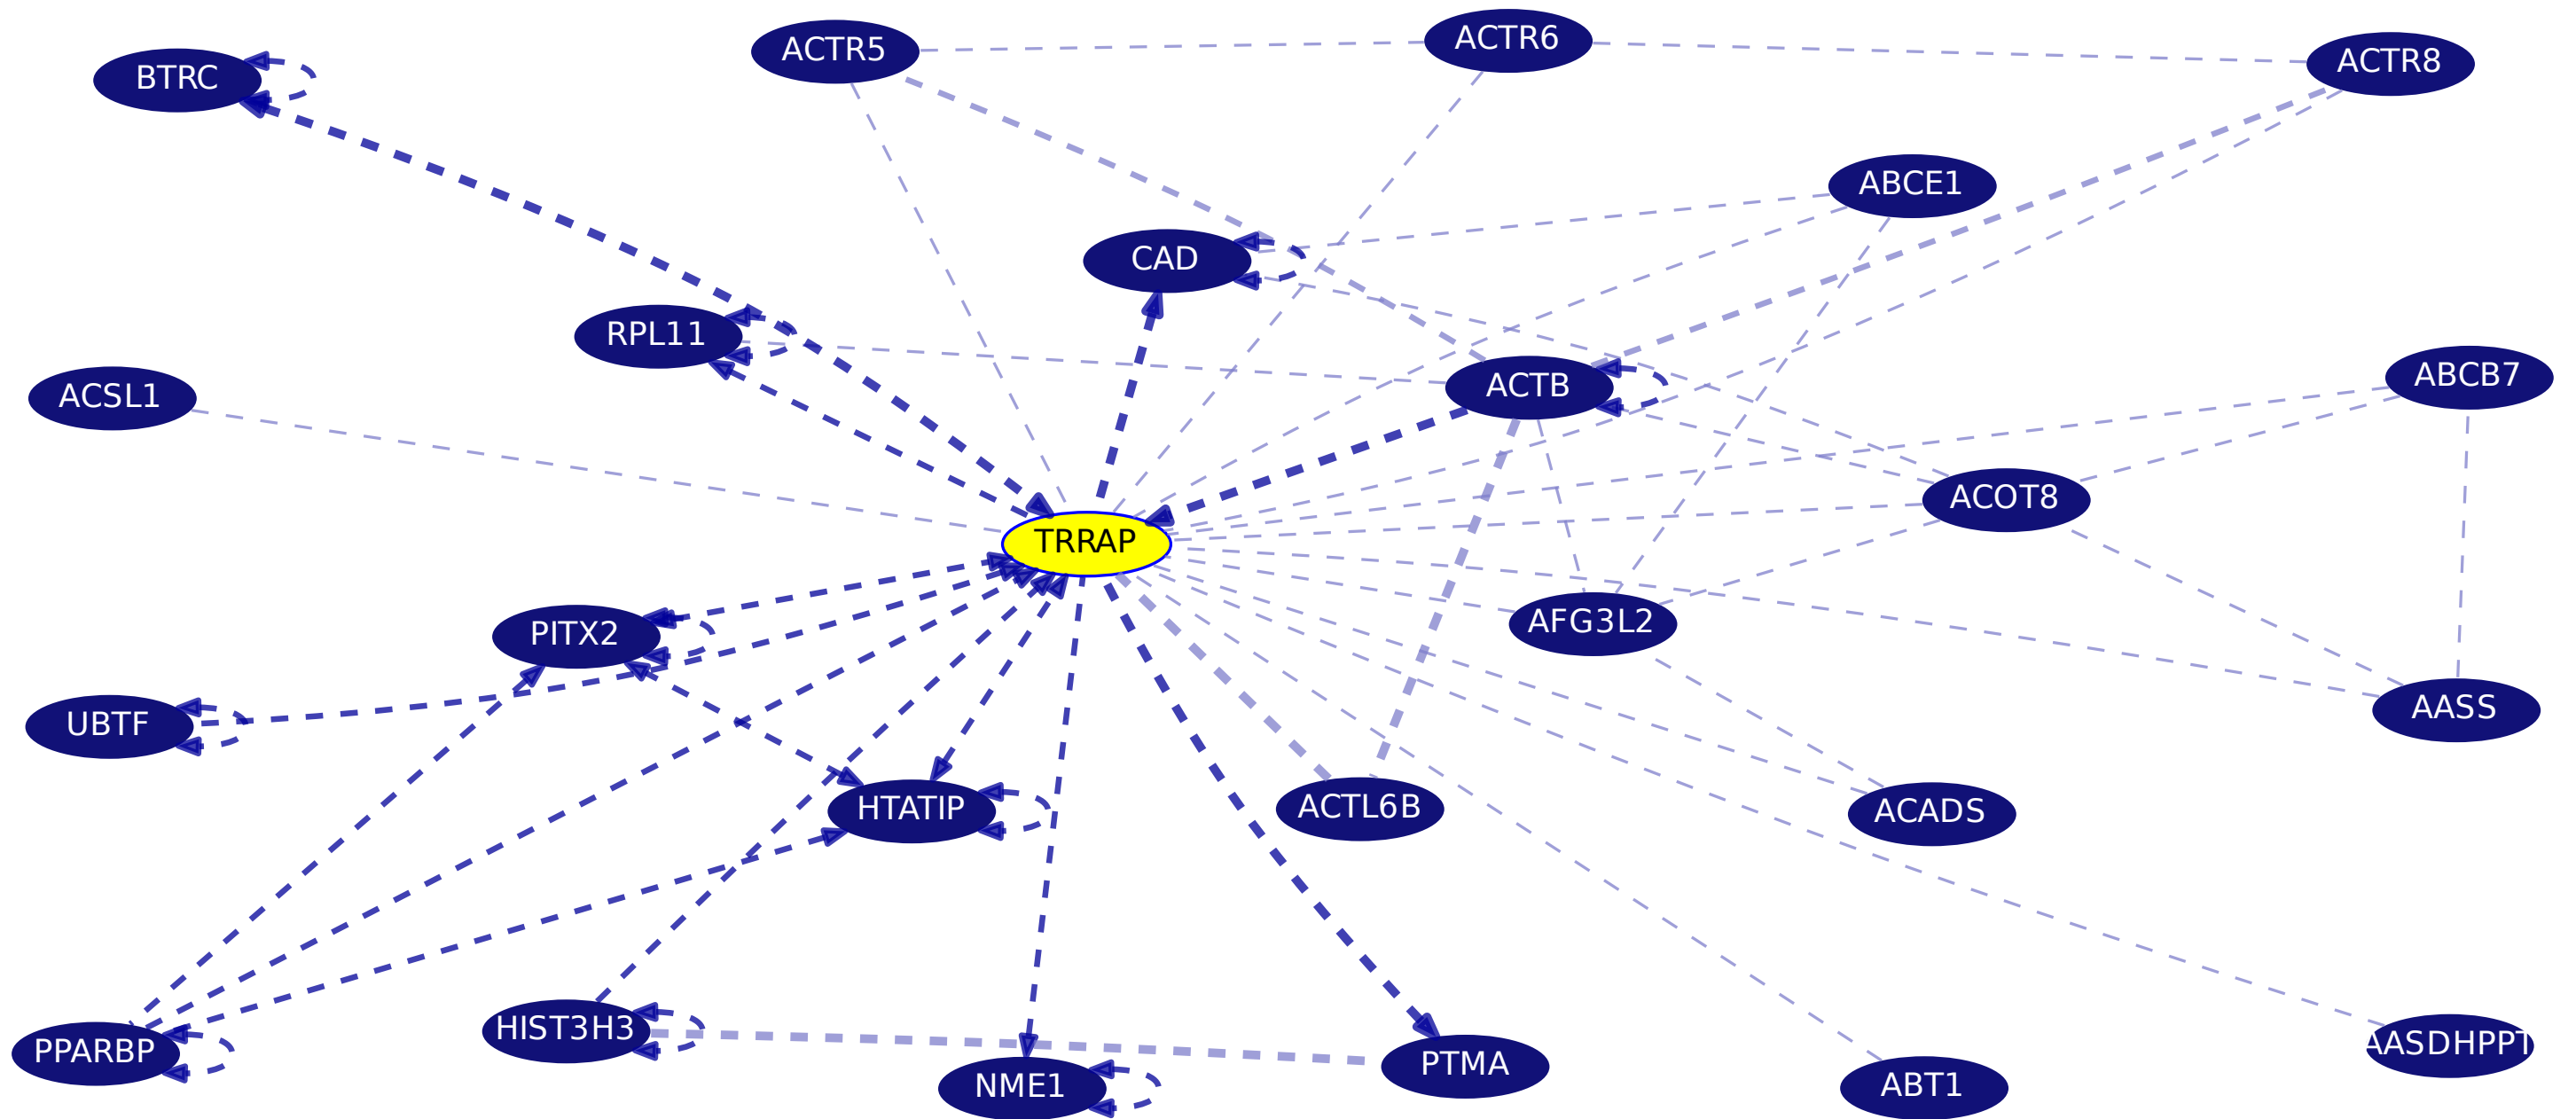 ACTR6
ACTR5
ACTR8
BTRC
ABCE1
CAD
RPL11
ABCB7
ACTB
ACSL1
ACOT8
TRRAP
AFG3L2
PITX2
AASS
UBTF
HTATIP
ACTL6B
ACADS
HIST3H3
AASDHPPT
PPARBP
PTMA
NME1
ABT1